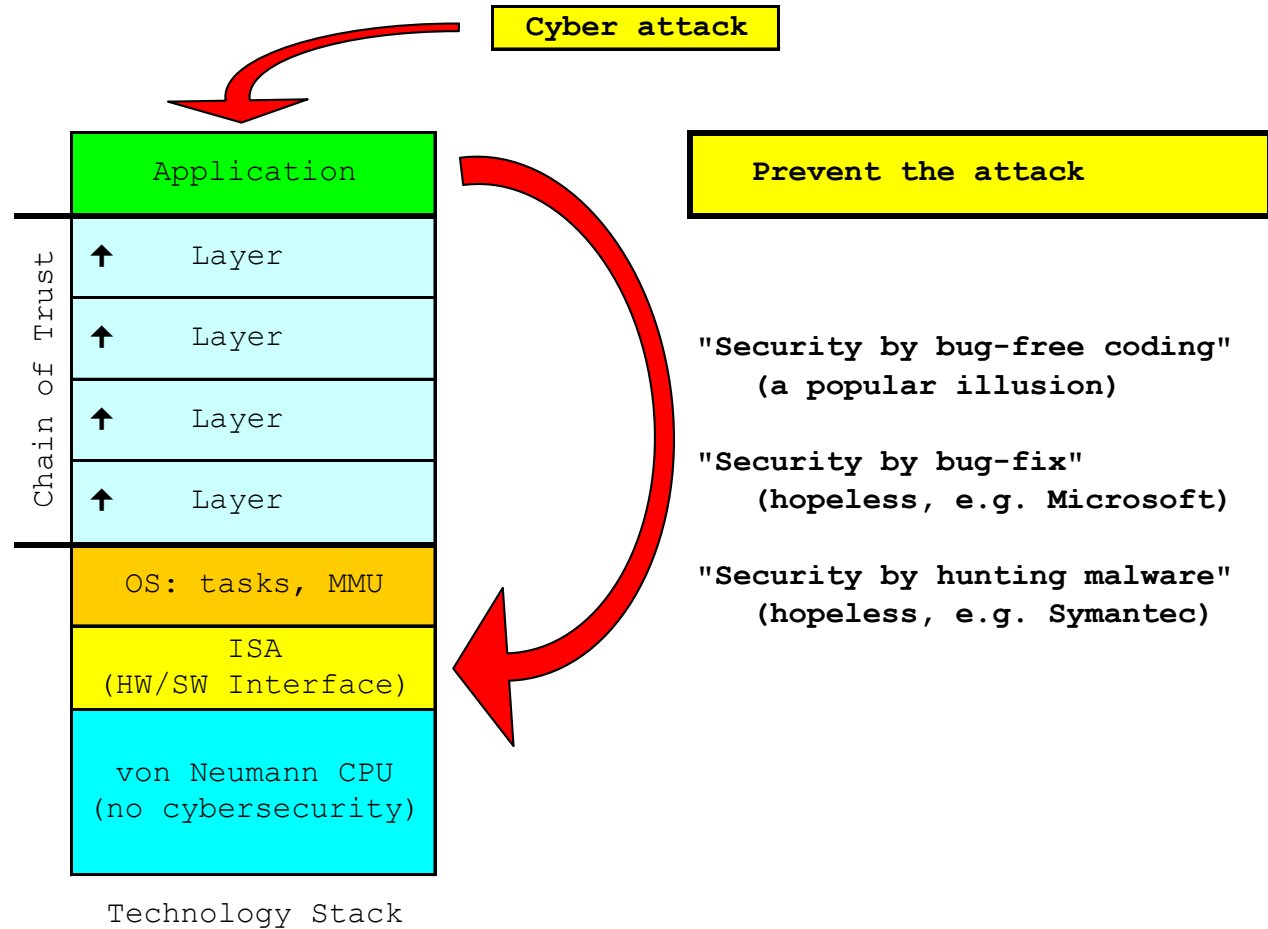 Cyber attack
Application
Prevent the attack
Chain of Trust
↑ Layer
↑ Layer
↑ Layer
↑ Layer
"Security by bug-free coding"
(a popular illusion)
"Security by bug-fix"
(hopeless, e.g. Microsoft)
"Security by hunting malware"
(hopeless, e.g. Symantec)
OS: tasks, MMU
ISA
(HW/SW Interface)
von Neumann CPU
(no cybersecurity)
Technology Stack